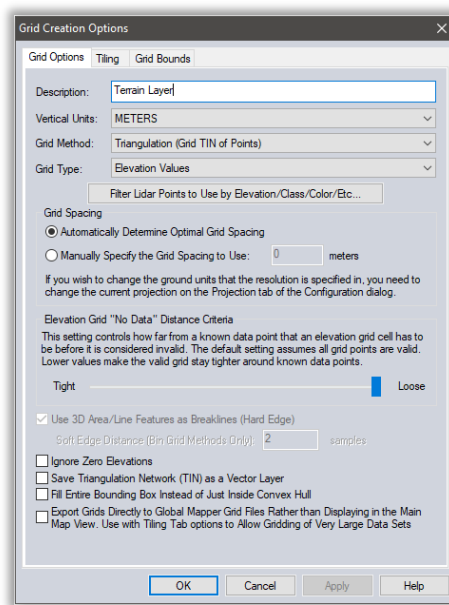 Grid Creation Options
Grid Options Tiling Grid Bounds
Description: Terrain Layer
Vertical Units: METERS
Grid Method: Triangulation (Grid TIN of Points)
Grid Type: Elevation Values
Filter Lidar Points to Use by Elevation/Class/Color/Etc...
Grid Spacing
Automatically Determine Optimal Grid Spacing
Manually Specify the Grid Spacing to Use: 0 meters
If you wish to change the ground units that the resolution is specified in, you need to
change the current projection on the Projection tab of the Configuration dialog.
Elevation Grid "No Data" Distance Criteria
This setting controls how far from a known data point that an elevation grid cell has to
be before it is considered invalid. The default setting assumes all grid points are valid.
Lower values make the valid grid stay tighter around known data points.
Tight Loose
Use 3D Area/Line Features as Breaklines (Hard Edge)
Soft Edge Distance (Bin Grid Methods Only): 2 samples
Ignore Zero Elevations
Save Triangulation Network (TIN) as a Vector Layer
Fill Entire Bounding Box Instead of Just Inside Convex Hull
Export Grids Directly to Global Mapper Grid Files Rather than Displaying in the Main
Map View. Use with Tiling Tab options to Allow Gridding of Very Large Data Sets
OK Cancel Apply Help